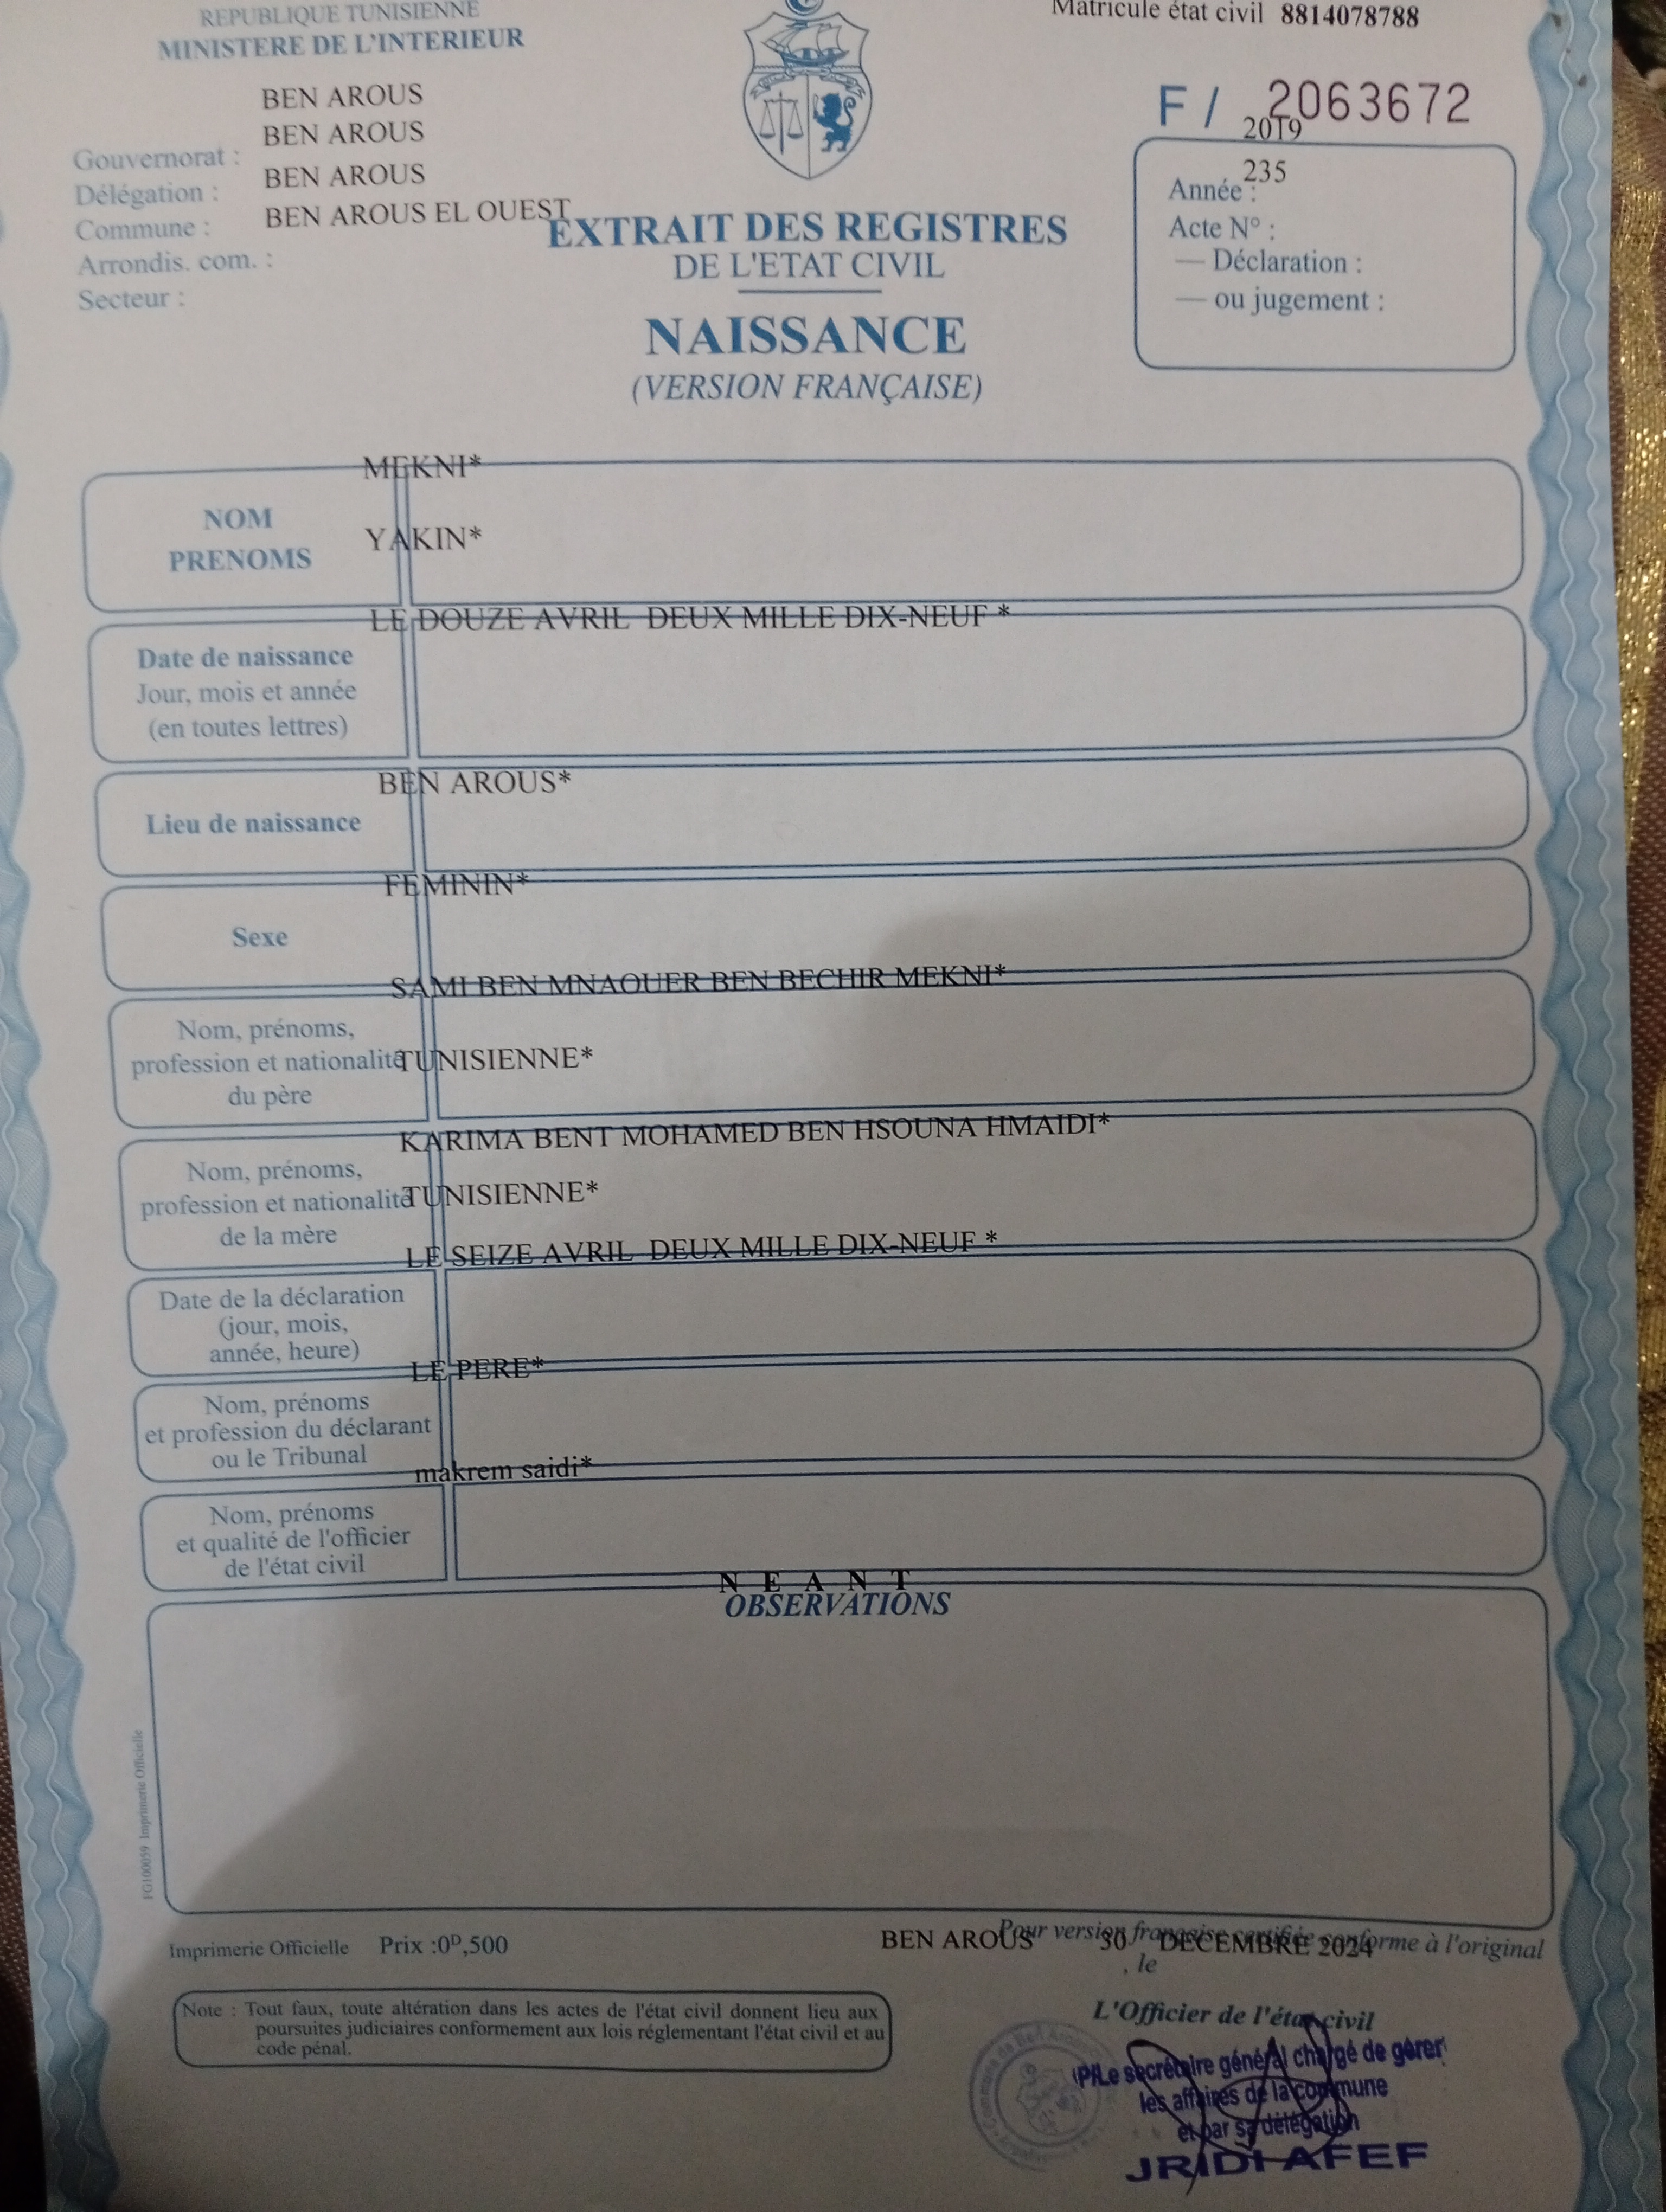 REPUBLIQUE TUNISIENNE
MINISTERE DE L'INTERIEUR
Matricule état civil 8814078788
F / 2063672
BEN AROUS
BEN AROUS
Gouvernorat :
BEN AROUS
Délégation :
BEN AROUS EL OUEST
Commune :
Arrondis. com. :
Secteur :
2019
235
Année :
Acte N° :
— Déclaration :
— ou jugement :
EXTRAIT DES REGISTRES
DE L'ETAT CIVIL
NAISSANCE
(VERSION FRANÇAISE)
MEKNI*
NOM
YAKIN*
PRENOMS
LE DOUZE AVRIL DEUX MILLE DIX-NEUF *
Date de naissance
Jour, mois et année
(en toutes lettres)
BEN AROUS*
Lieu de naissance
FEMININ*
Sexe
SAMI BEN MNAOUER BEN BECHIR MEKNI*
Nom, prénoms,
profession et nationalité
TUNISIENNE*
du père
KARIMA BENT MOHAMED BEN HSOUNA HMAIDI*
Nom, prénoms,
profession et nationalité
TUNISIENNE*
de la mère
LE SEIZE AVRIL DEUX MILLE DIX-NEUF *
Date de la déclaration
(jour, mois,
année, heure)
LE PERE*
Nom, prénoms
et profession du déclarant
ou le Tribunal
makrem saidi*
Nom, prénoms
et qualité de l'officier
de l'état civil
N E A N T
OBSERVATIONS
FG100059 Imprimerie Officielle
Imprimerie Officielle Prix :0ᴰ,500
Pour version française certifiée conforme à l'original
BEN AROUS 30 DECEMBRE 2024
, le
Note : Tout faux, toute altération dans les actes de l'état civil donnent lieu aux
poursuites judiciaires conformement aux lois réglementant l'état civil et au
code pénal.
L'Officier de l'état civil
P/Le secrétaire général chargé de gérer
les affaires de la commune
et par sa délégation
JRIDI AFEF